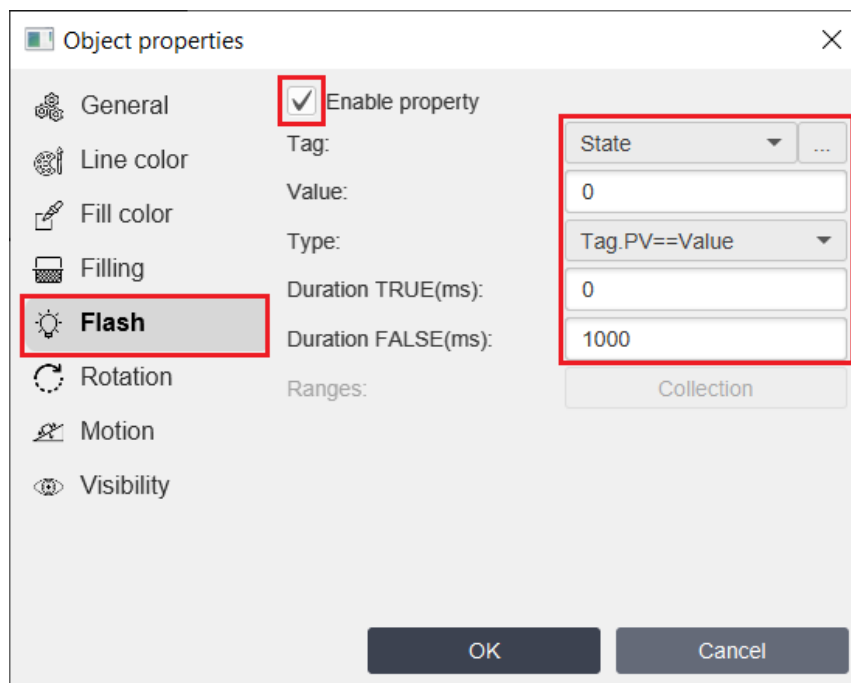 Object properties
General
Line color
Fill color
Filling
Flash
Rotation
Motion
Visibility
Enable property
Tag: State ...
Value: 0
Type: Tag.PV==Value
Duration TRUE(ms): 0
Duration FALSE(ms): 1000
Ranges: Collection
OK Cancel